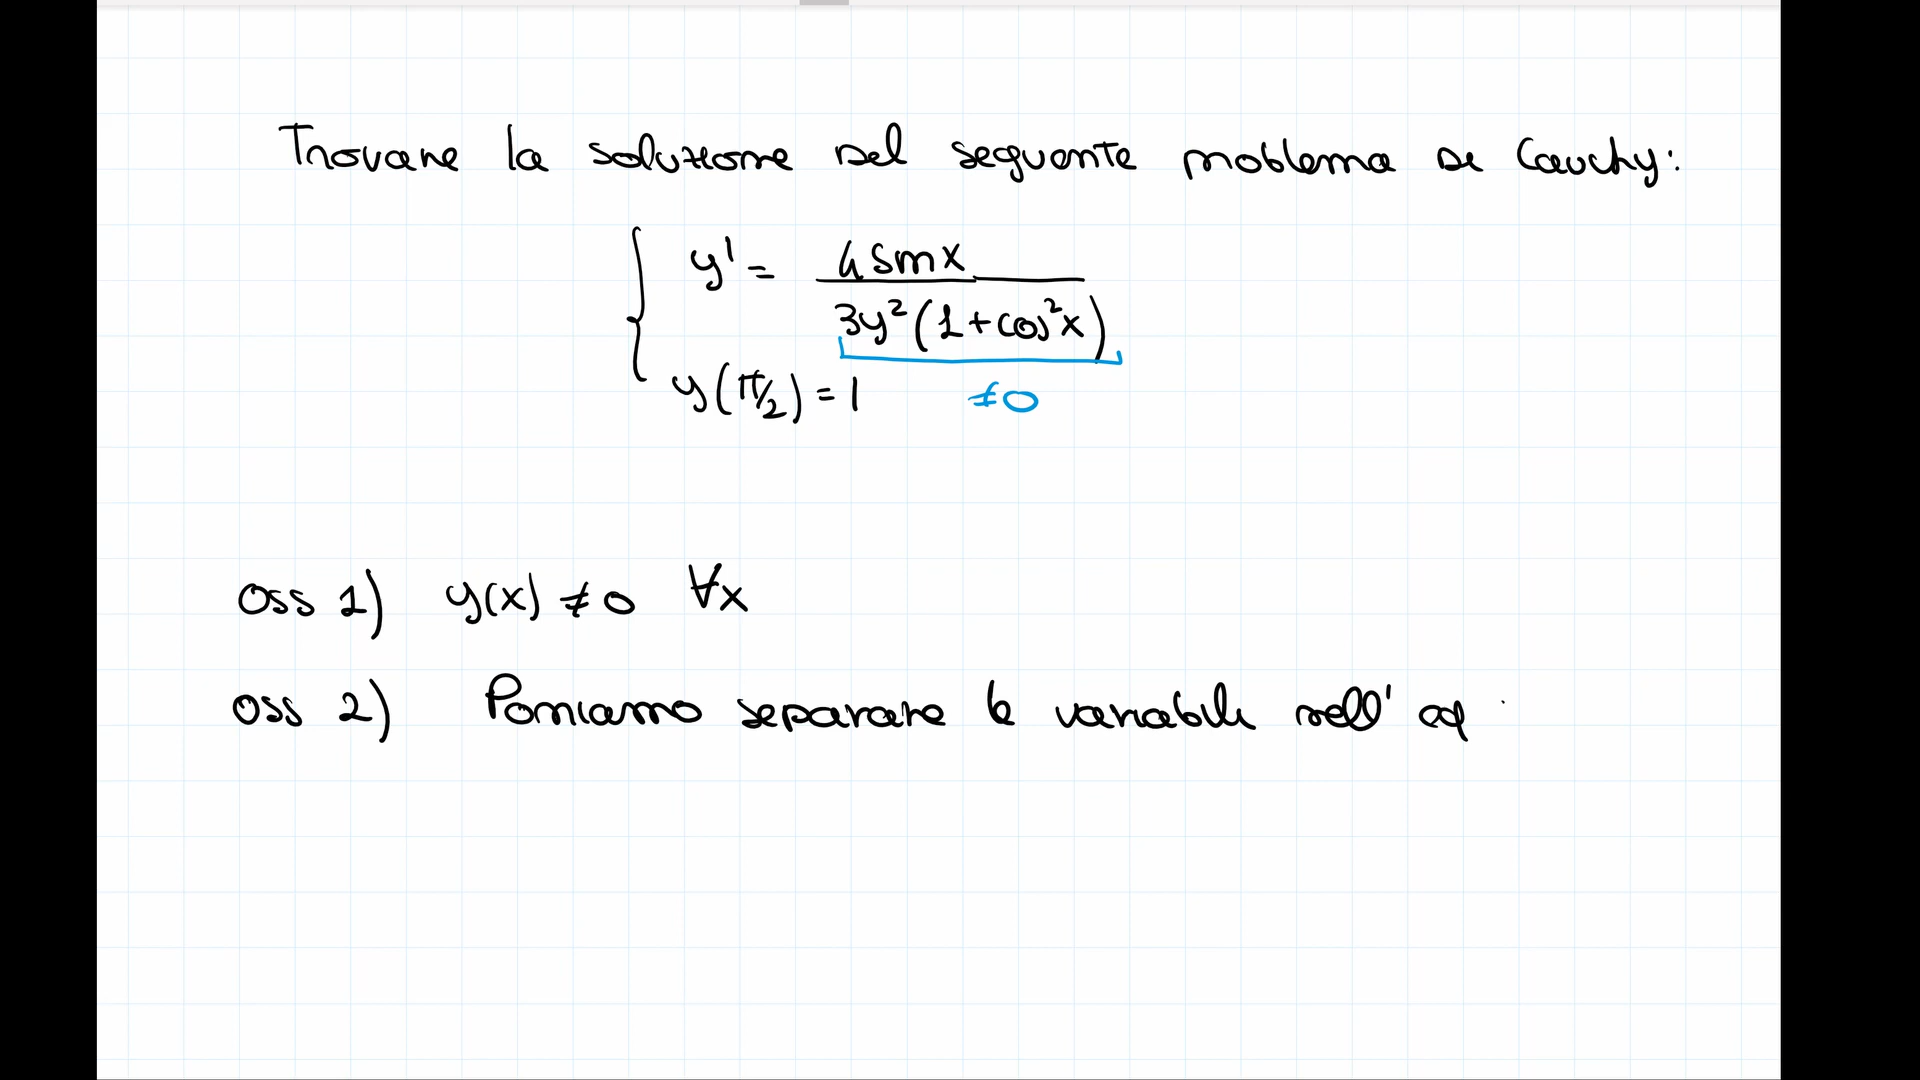 Trovare la soluzione del seguente problema di Cauchy:
y' = 4 sin x / 3y² (1 + cos² x)
y(π/2) = 1 ≠ 0
Oss 1) y(x) ≠ 0 ∀x
Oss 2) Possiamo separare le variabili nell' eq